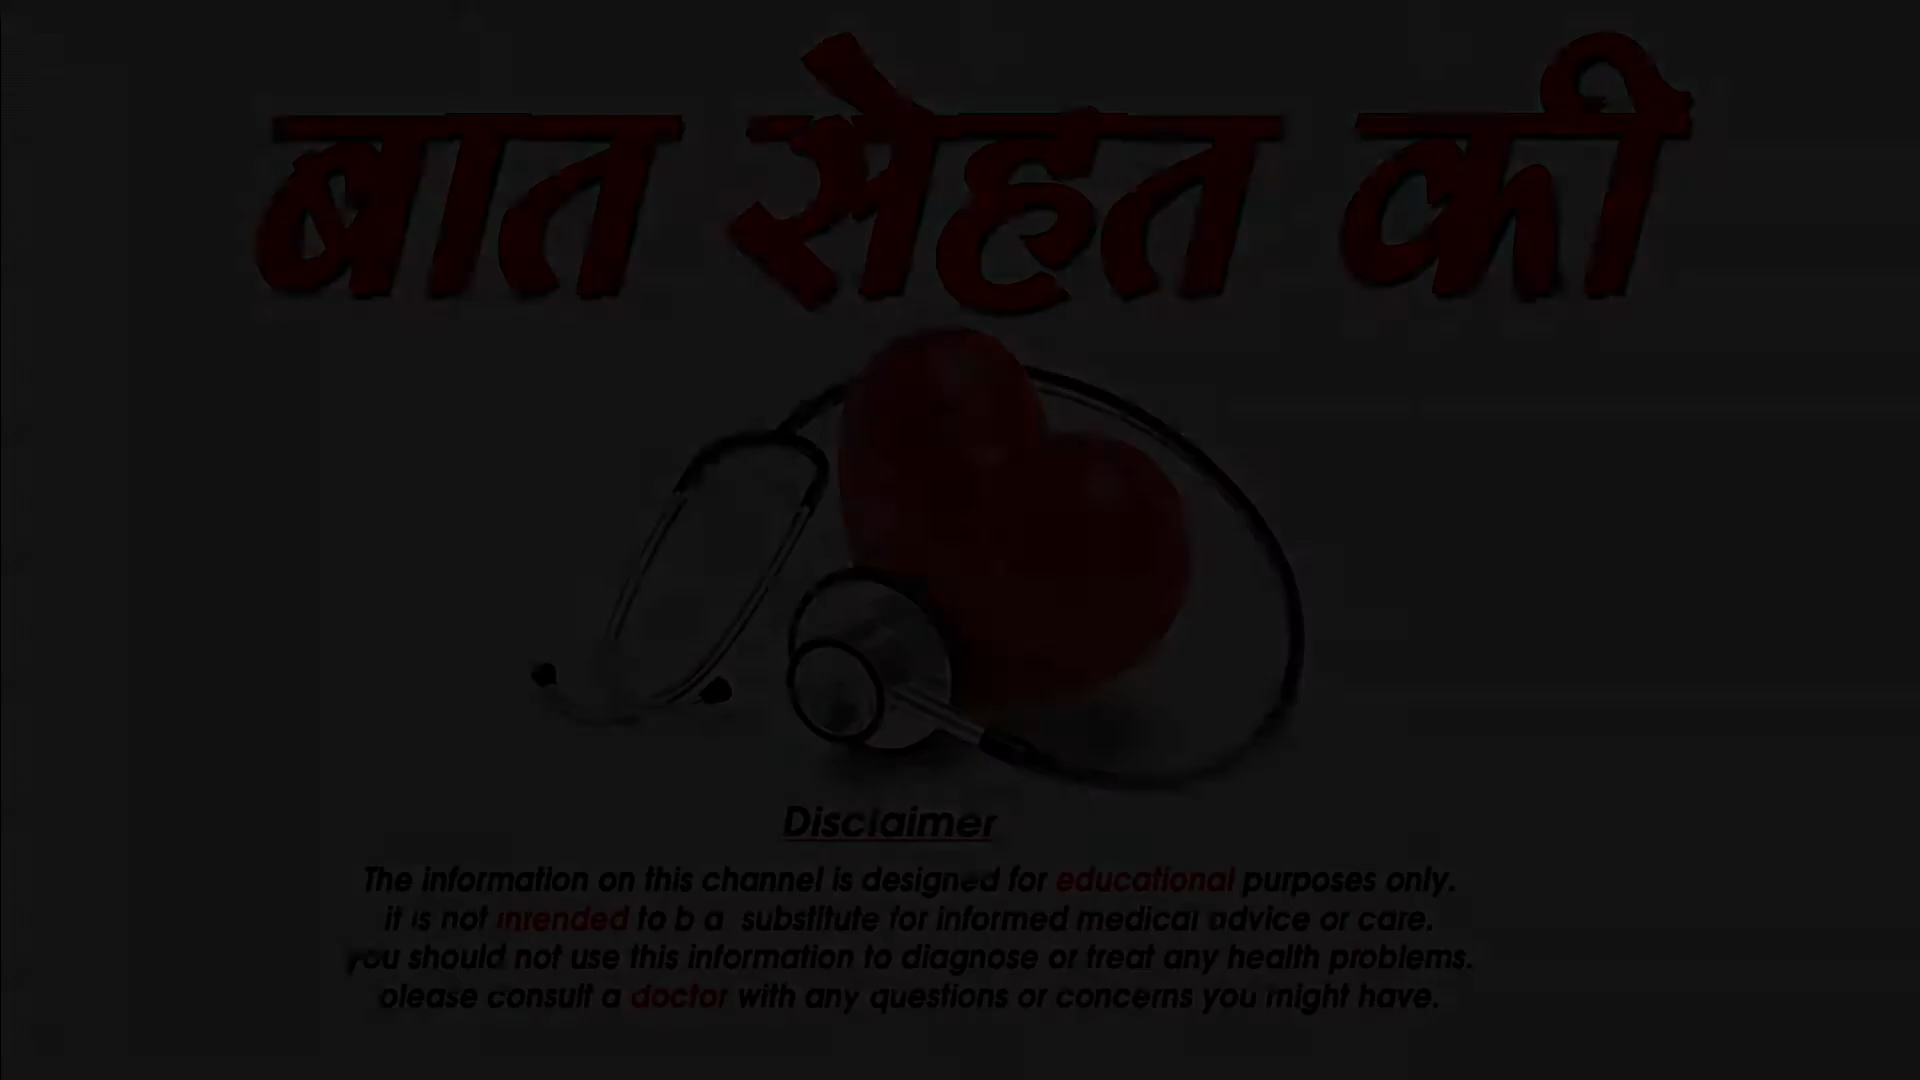 बात सेहत की
Disclaimer
The information on this channel is designed for educational purposes only.
it is not intended to b a substitute for informed medical advice or care.
you should not use this information to diagnose or treat any health problems.
please consult a doctor with any questions or concerns you might have.